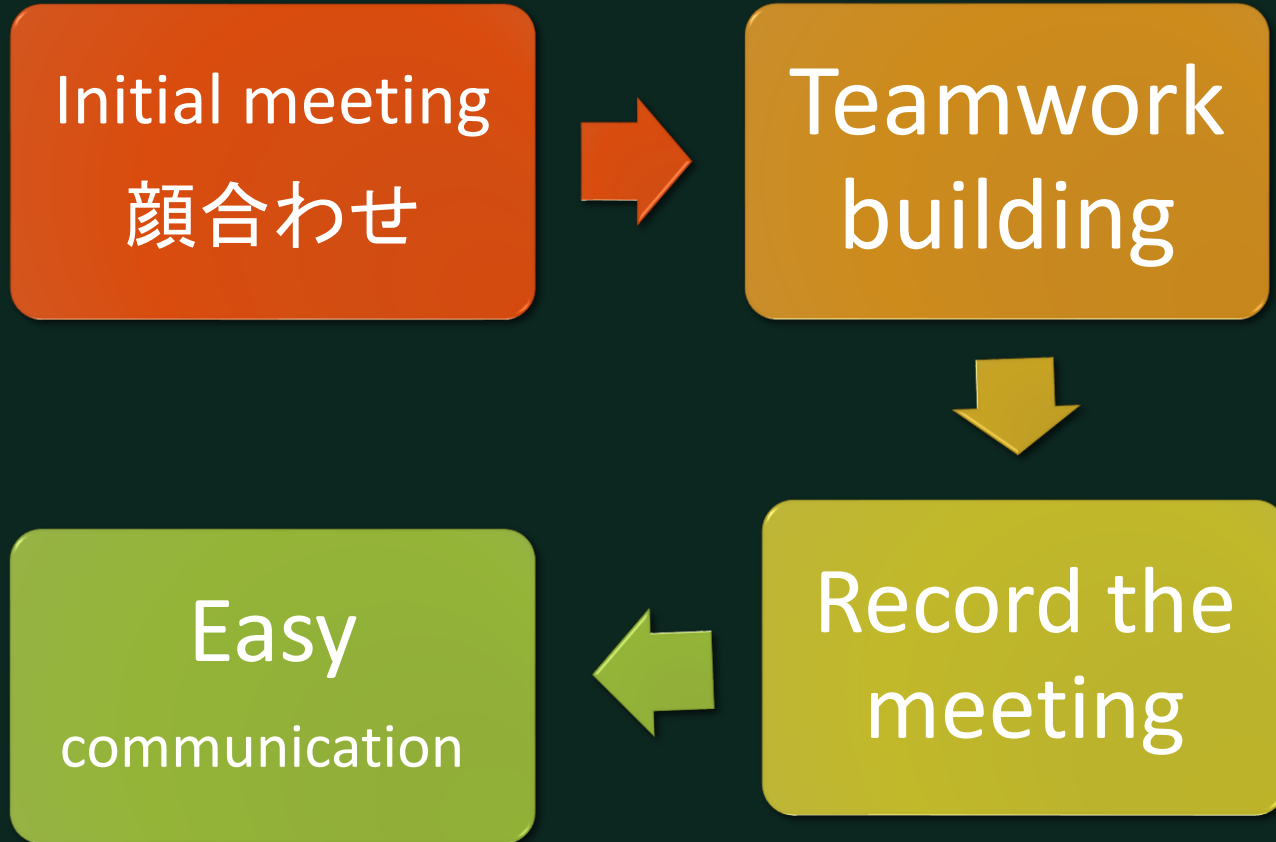 Initial meeting
顔合わせ
Teamwork
building
Record the
meeting
Easy
communication